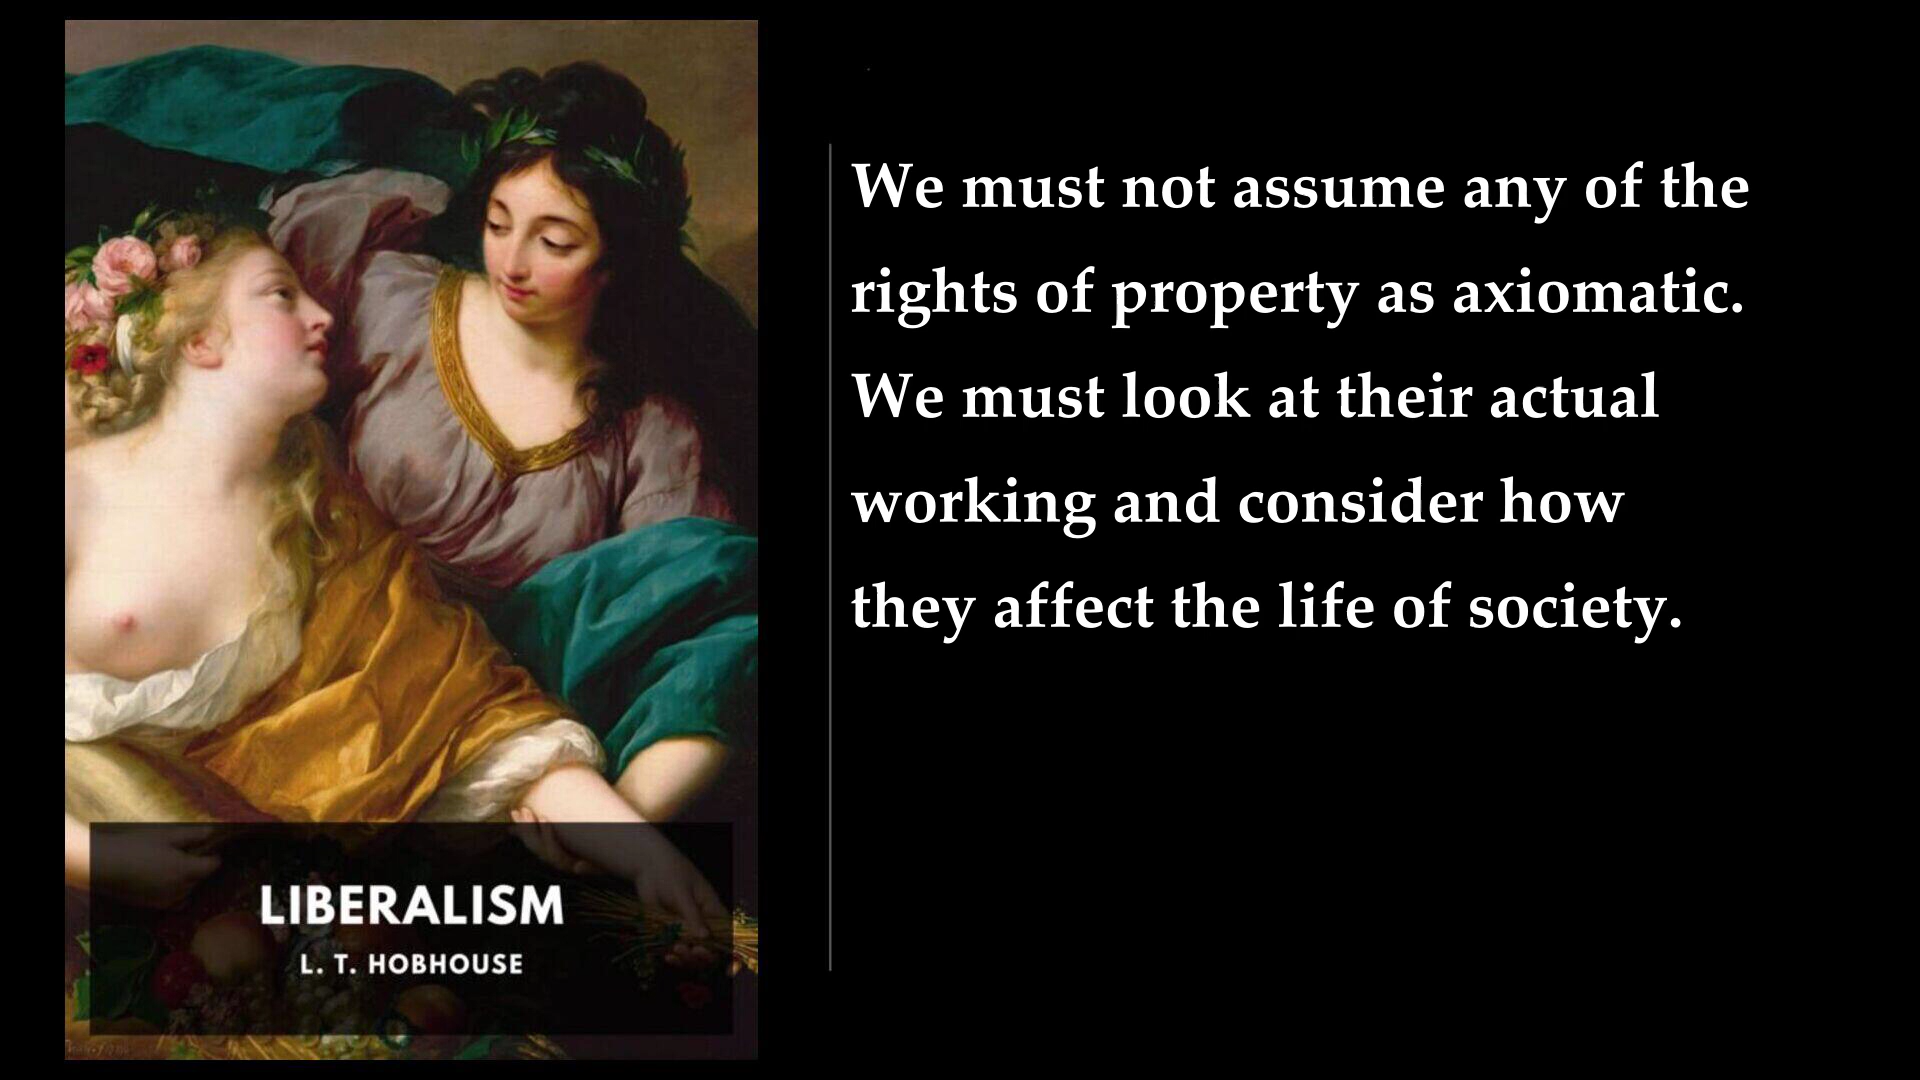 We must not assume any of the
rights of property as axiomatic.
We must look at their actual
working and consider how
they affect the life of society.
LIBERALISM
L. T. HOBHOUSE